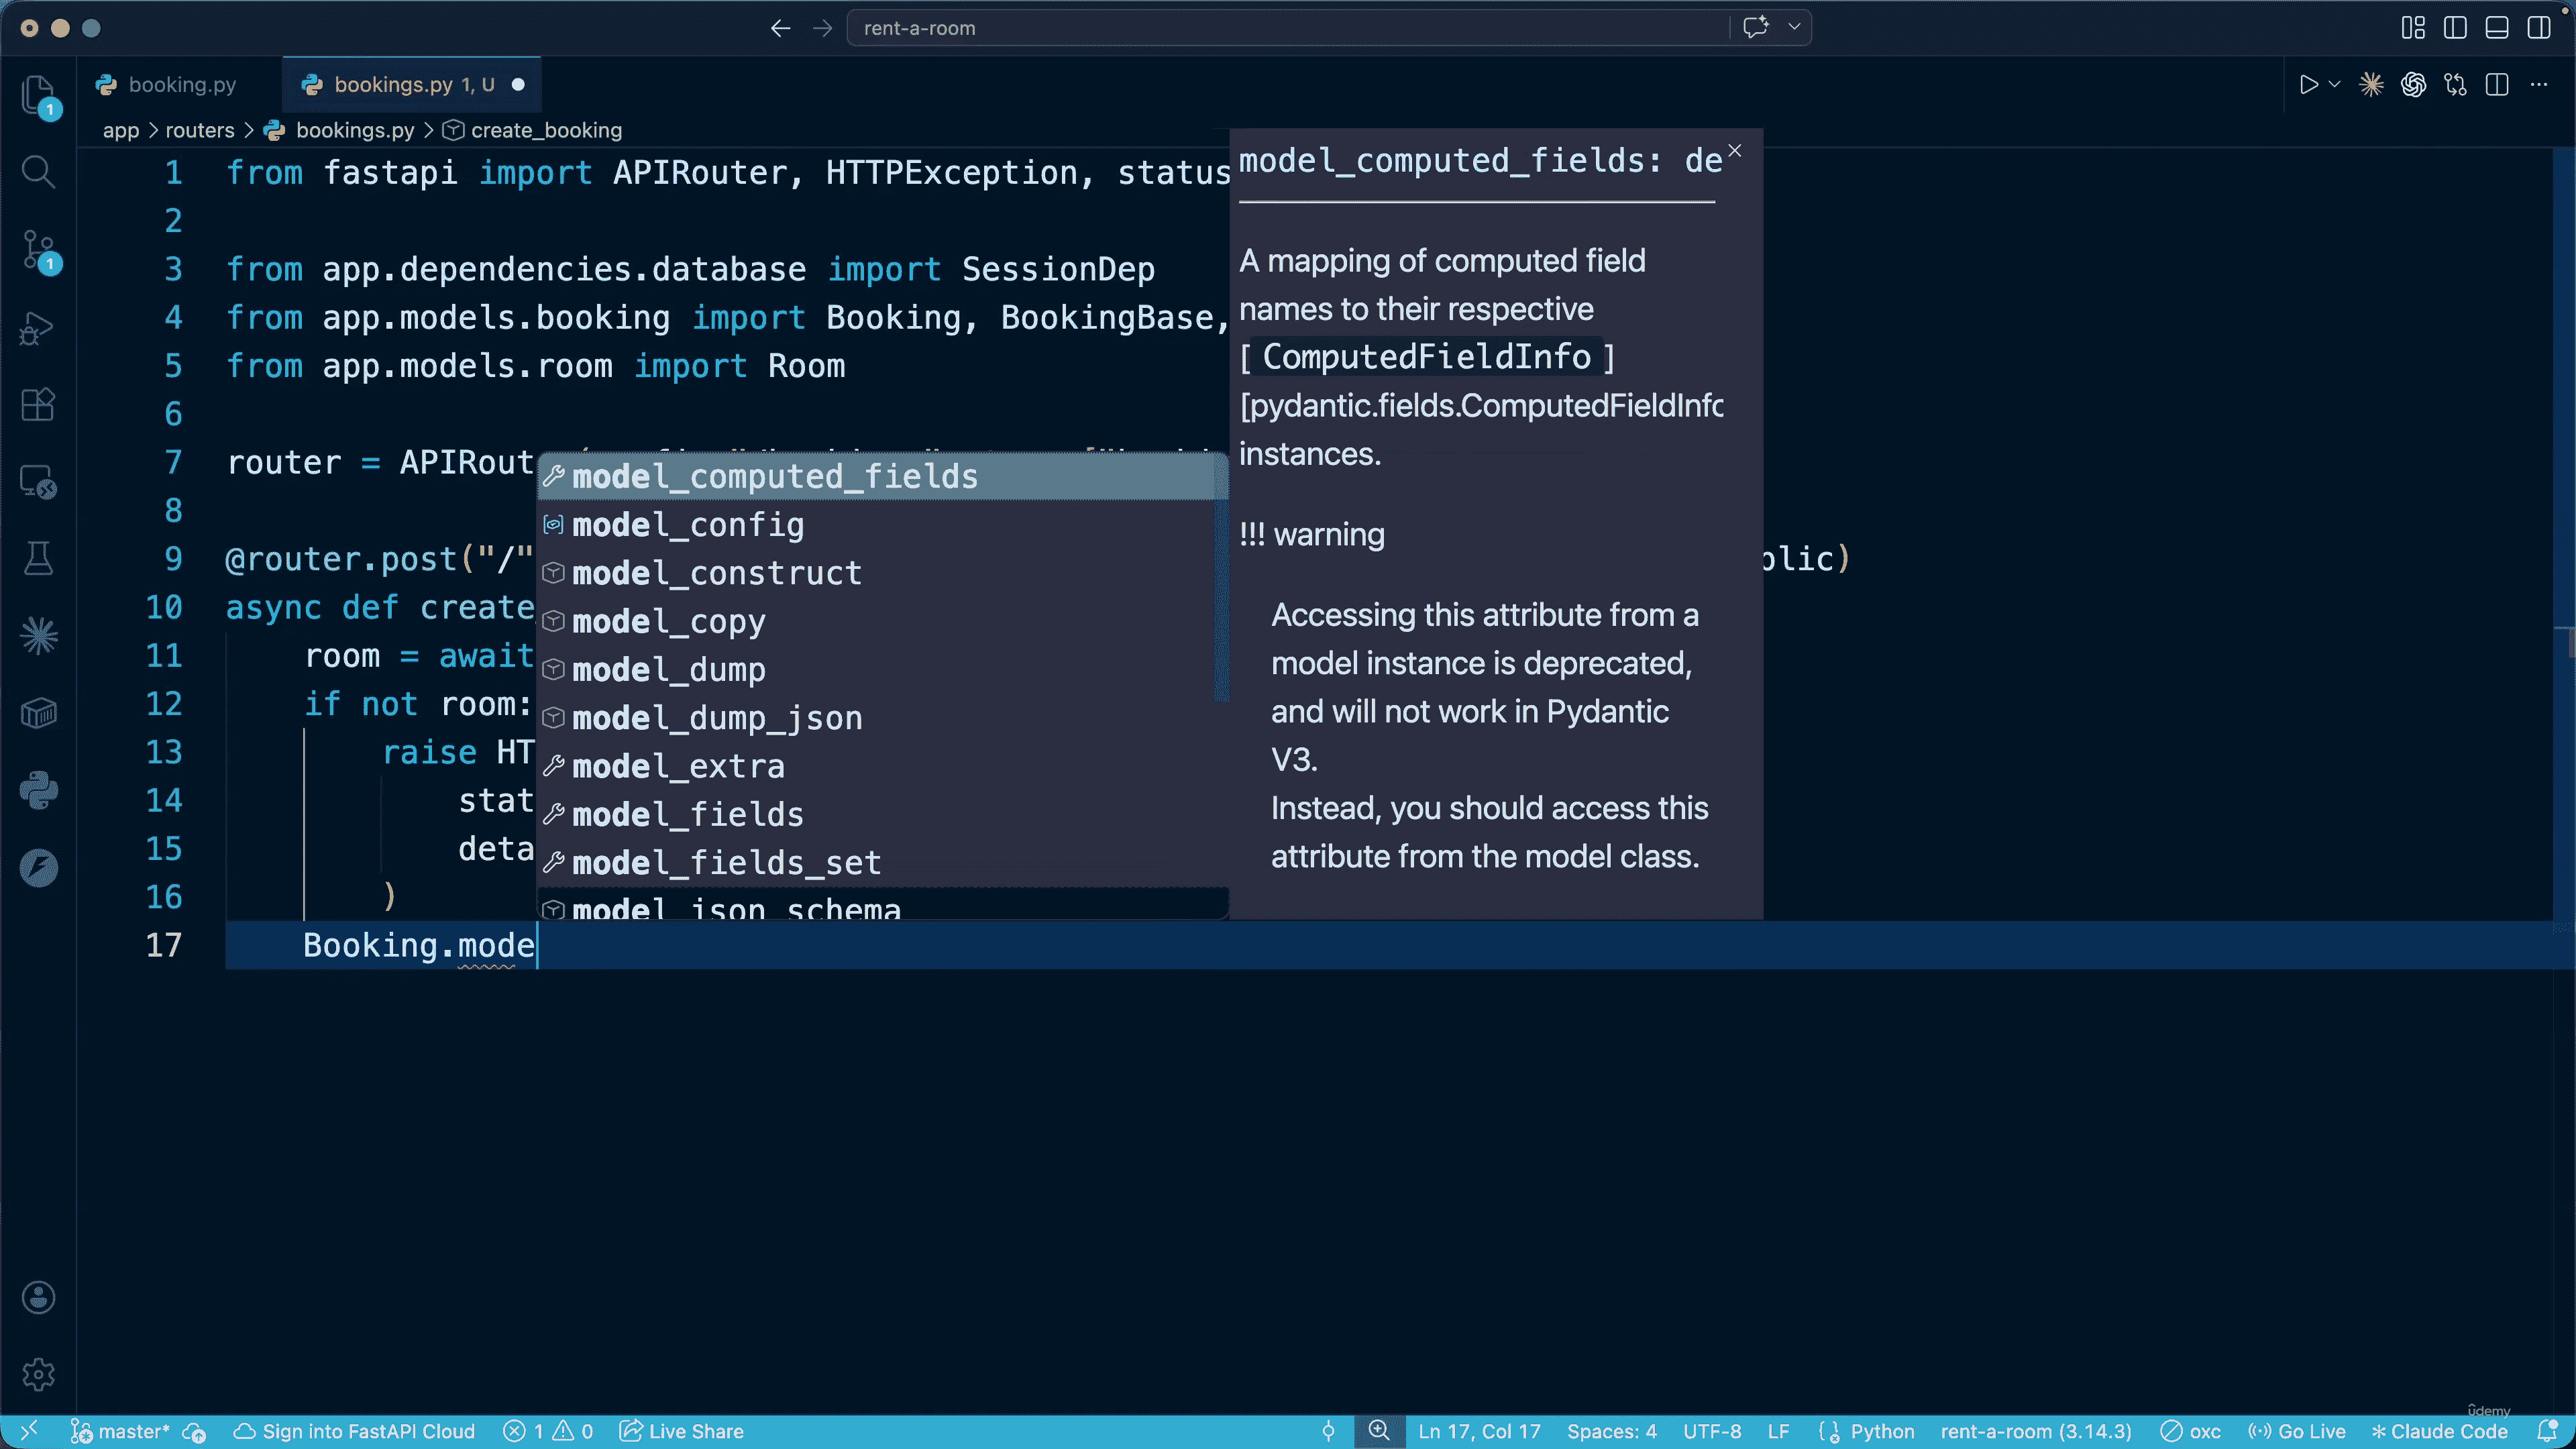 rent-a-room
booking.py
bookings.py 1, U
app > routers > bookings.py > create_booking
1 from fastapi import APIRouter, HTTPException, status
2
3 from app.dependencies.database import SessionDep
4 from app.models.booking import Booking, BookingBase,
5 from app.models.room import Room
6
7 router = APIRout
8
9 @router.post("/" blic)
10 async def create
11 room = await
12 if not room:
13 raise HT
14 stat
15 deta
16 )
17 Booking.mode
model_computed_fields
model_config
model_construct
model_copy
model_dump
model_dump_json
model_extra
model_fields
model_fields_set
model_json_schema
model_computed_fields: de
A mapping of computed field
names to their respective
[ ComputedFieldInfo ]
[pydantic.fields.ComputedFieldInfo
instances.
!!! warning
Accessing this attribute from a
model instance is deprecated,
and will not work in Pydantic
V3.
Instead, you should access this
attribute from the model class.
1
1
udemy
master* Sign into FastAPI Cloud 1 0 Live Share Ln 17, Col 17 Spaces: 4 UTF-8 LF Python rent-a-room (3.14.3) oxc Go Live Claude Code